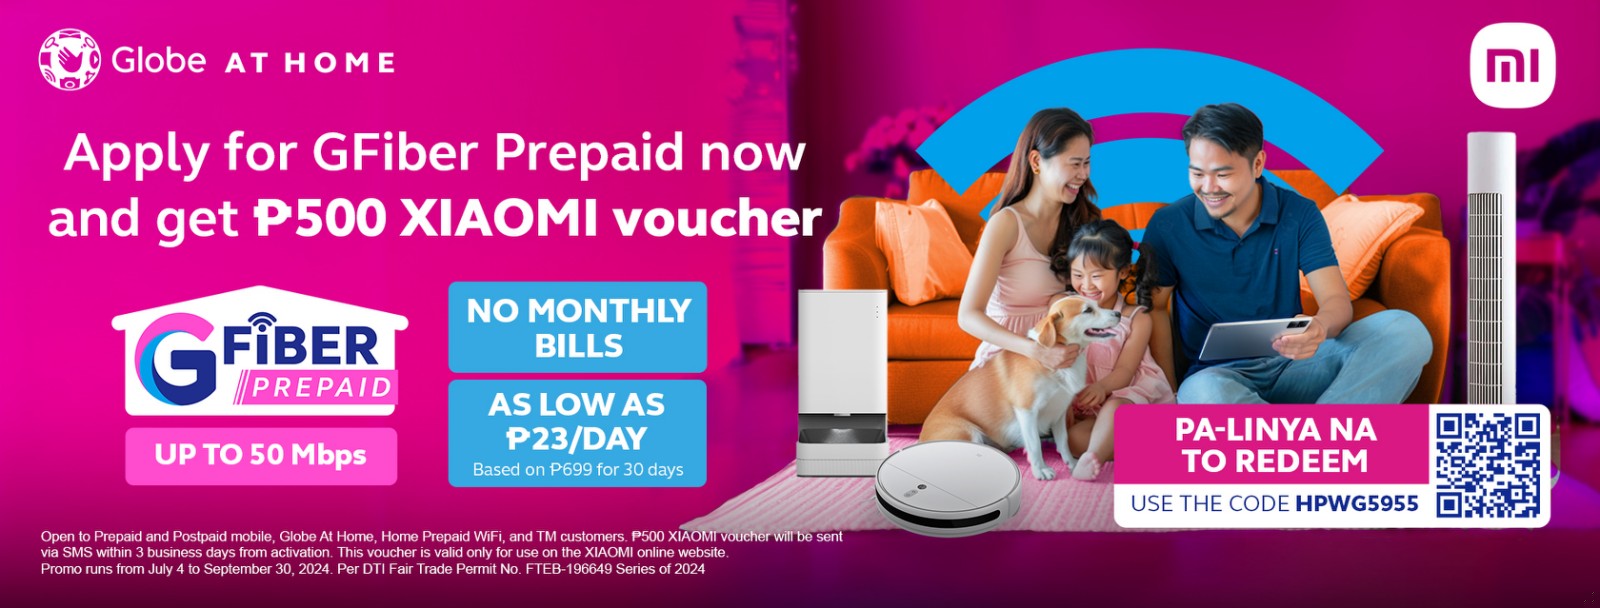 Globe AT HOME
mi
Apply for GFiber Prepaid now
and get ₱500 XIAOMI voucher
GFiBER
PREPAID
UP TO 50 Mbps
NO MONTHLY
BILLS
AS LOW AS
₱23/DAY
Based on ₱699 for 30 days
PA-LINYA NA
TO REDEEM
USE THE CODE HPWG5955
Open to Prepaid and Postpaid mobile, Globe At Home, Home Prepaid WiFi, and TM customers. ₱500 XIAOMI voucher will be sent
via SMS within 3 business days from activation. This voucher is valid only for use on the XIAOMI online website.
Promo runs from July 4 to September 30, 2024. Per DTI Fair Trade Permit No. FTEB-196649 Series of 2024